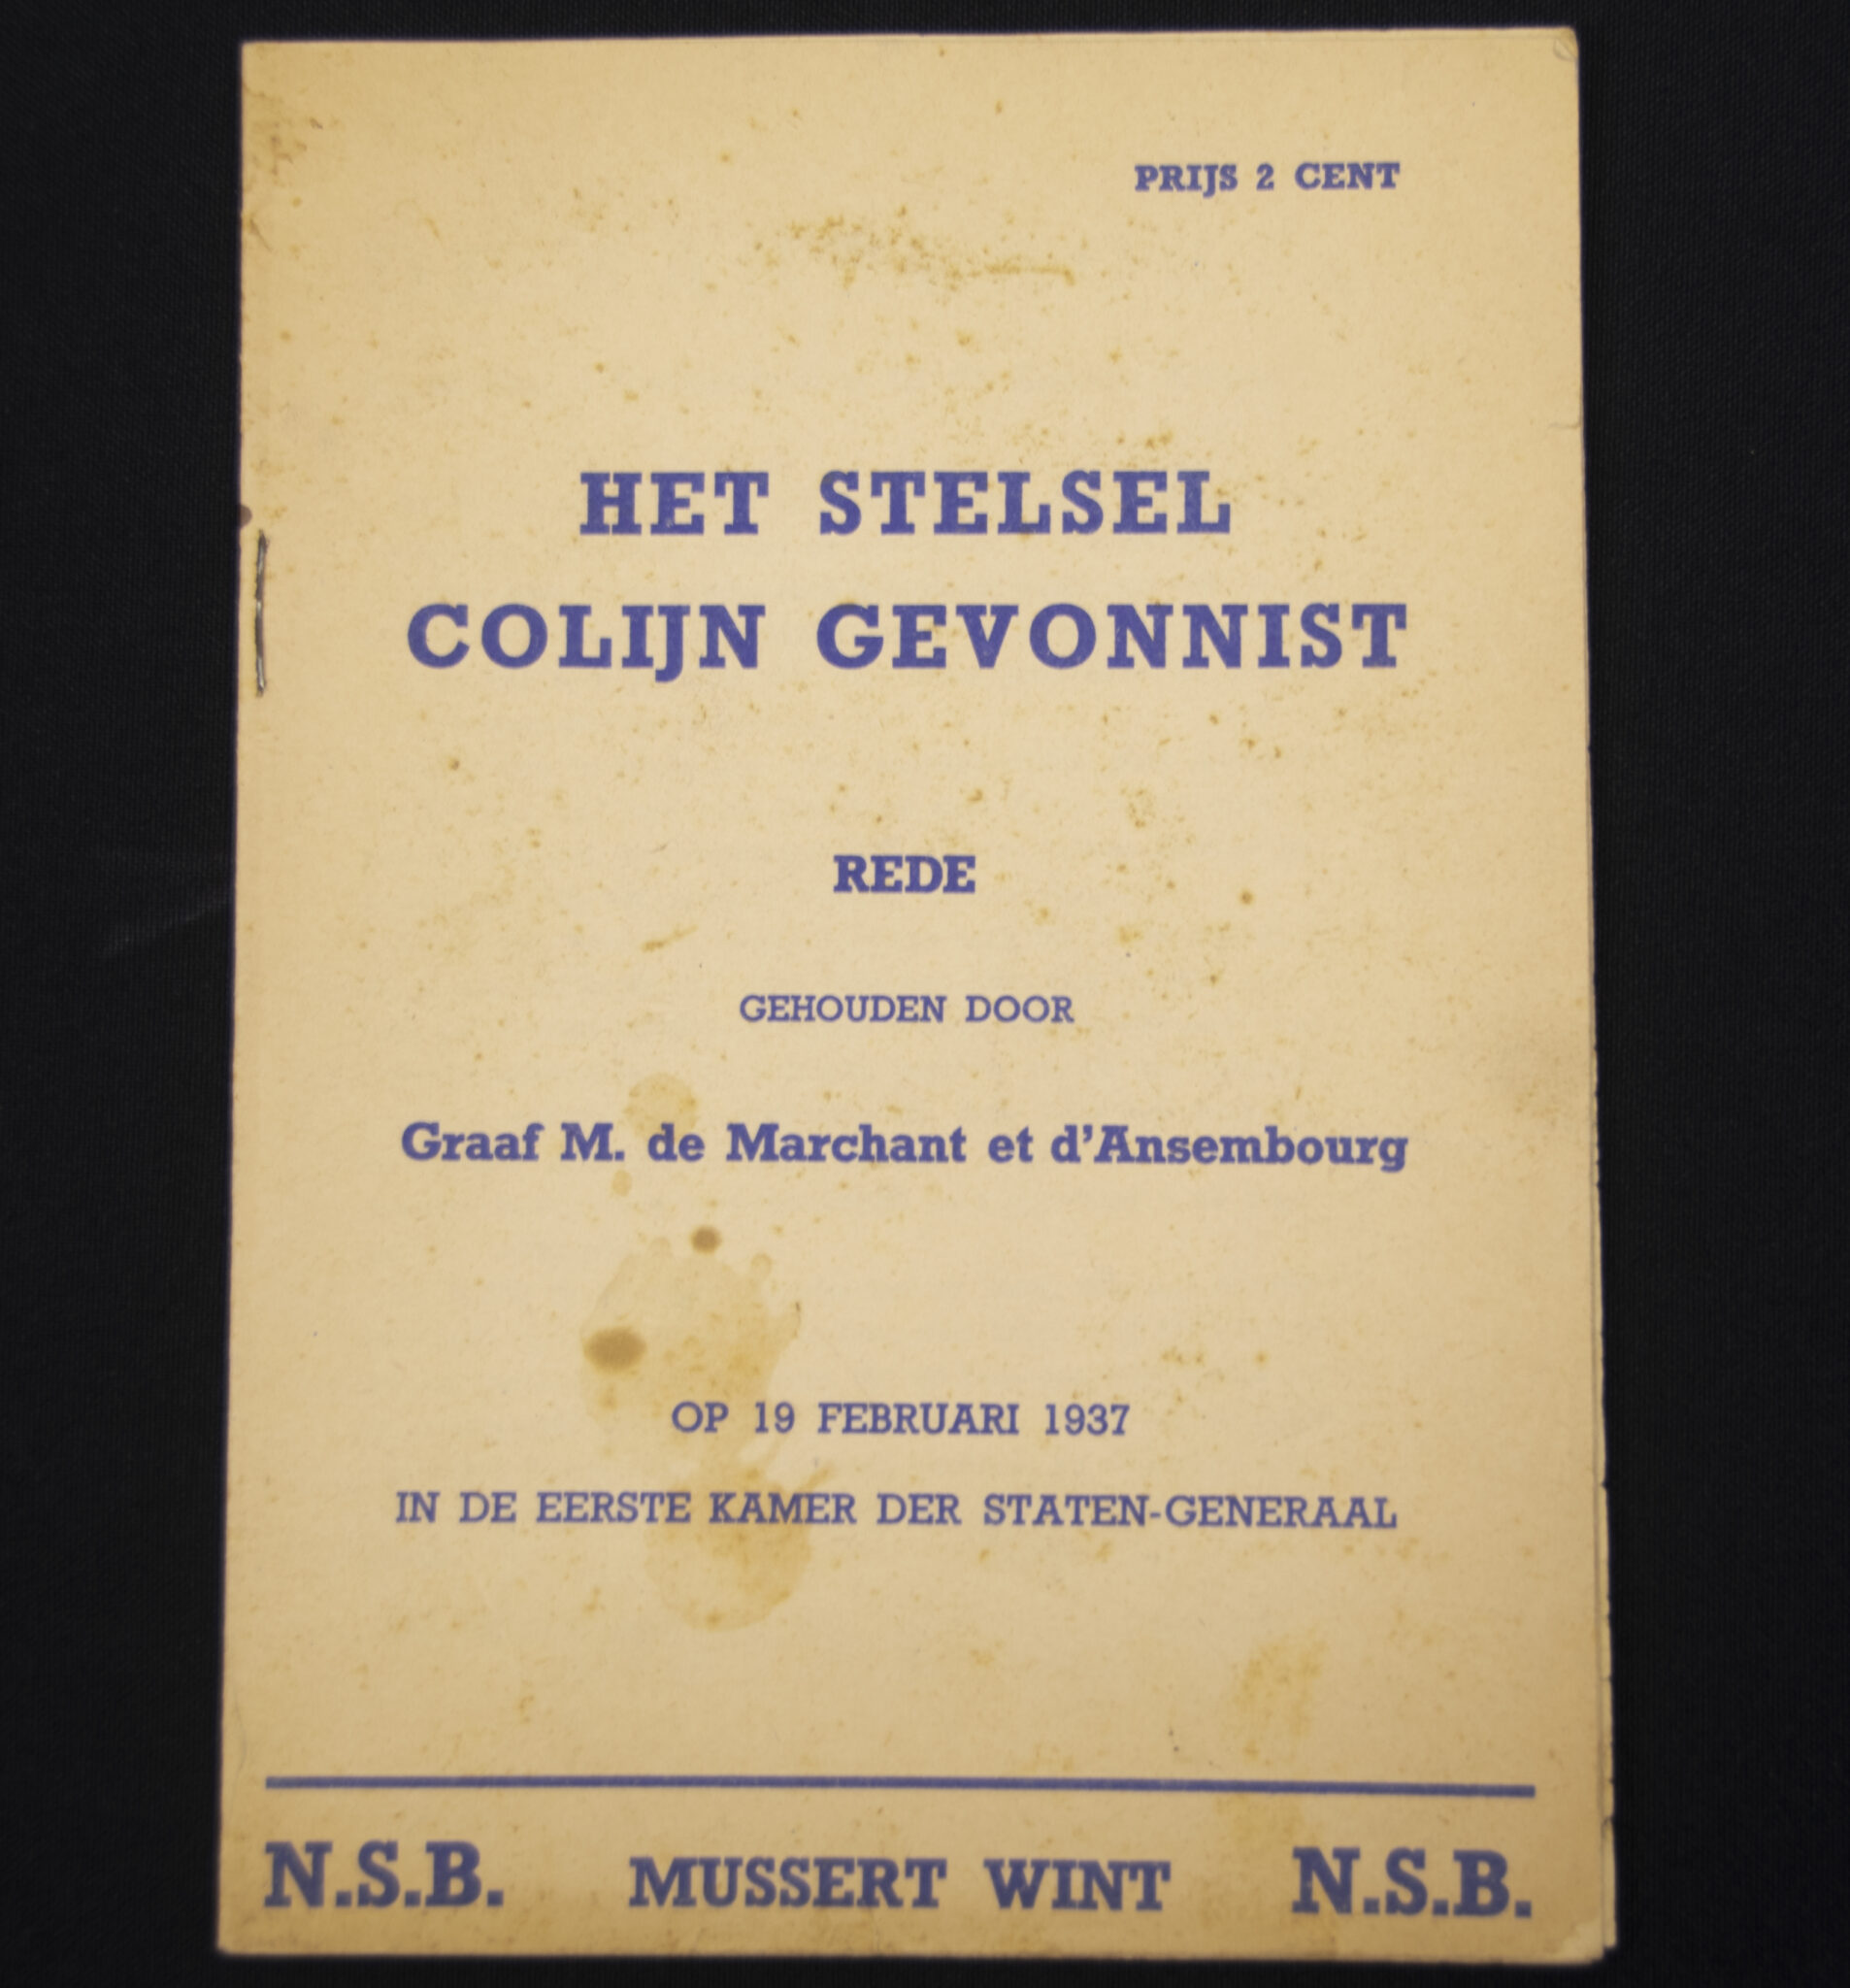 PRIJS 2 CENT
HET STELSEL
COLIJN GEVONNIST
REDE
GEHOUDEN DOOR
Graaf M. de Marchant et d'Ansembourg
OP 19 FEBRUARI 1937
IN DE EERSTE KAMER DER STATEN-GENERAAL
N.S.B. MUSSERT WINT N.S.B.